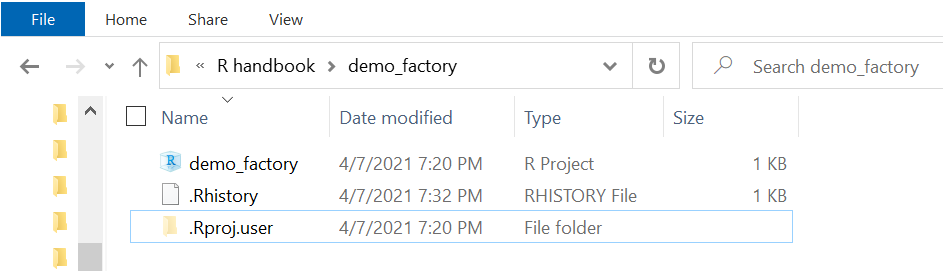 File Home Share View
« R handbook › demo_factory Search demo_factory
Name Date modified Type Size
R demo_factory 4/7/2021 7:20 PM R Project 1 KB
.Rhistory 4/7/2021 7:32 PM RHISTORY File 1 KB
.Rproj.user 4/7/2021 7:20 PM File folder